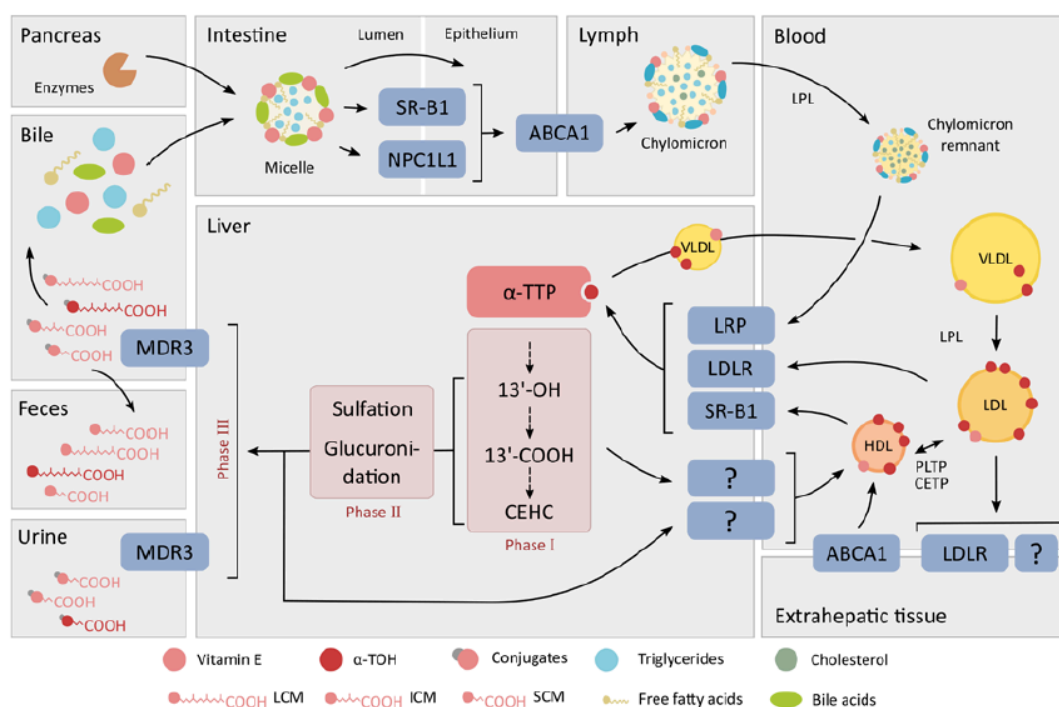 Pancreas
Enzymes
Intestine
Lumen
Epithelium
Micelle
SR-B1
NPC1L1
ABCA1
Lymph
Chylomicron
Blood
LPL
Chylomicron
remnant
VLDL
LPL
LDL
HDL
PLTP
CETP
Bile
COOH
COOH
COOH
COOH
MDR3
Feces
COOH
COOH
COOH
COOH
Urine
MDR3
COOH
COOH
COOH
Liver
VLDL
α-TTP
LRP
LDLR
SR-B1
?
?
13'-OH
13'-COOH
CEHC
Phase I
Sulfation
Glucuroni-
dation
Phase II
Phase III
ABCA1
LDLR
?
Extrahepatic tissue
Vitamin E
α-TOH
Conjugates
Triglycerides
Cholesterol
COOH LCM
COOH ICM
COOH SCM
Free fatty acids
Bile acids